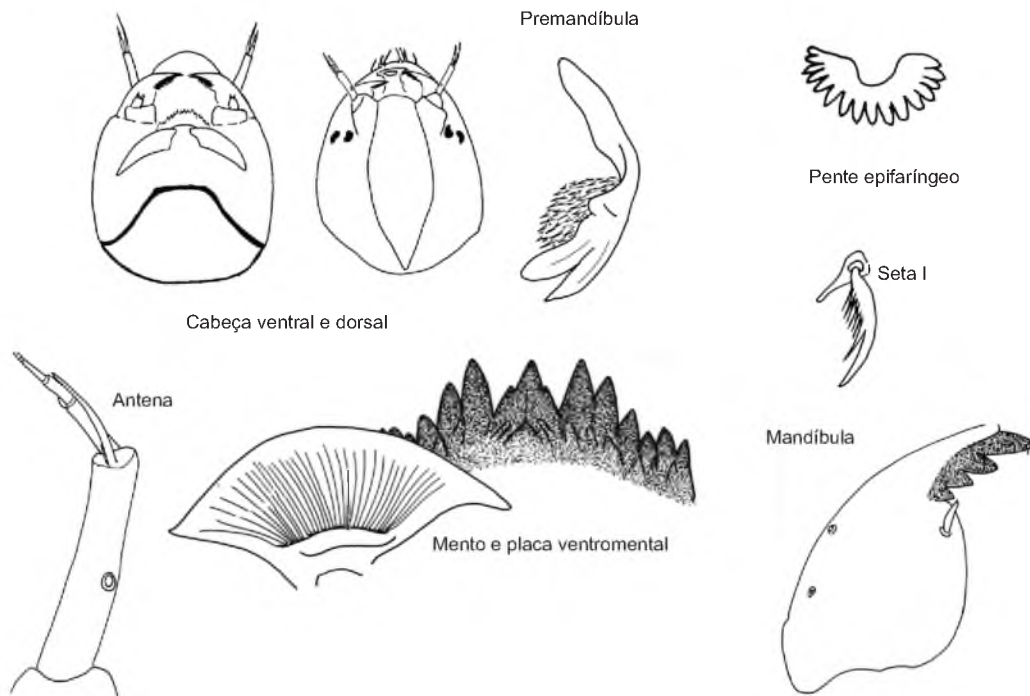 Premandíbula
Pente epifaríngeo
Seta I
Cabeça ventral e dorsal
Antena
Mandíbula
Mento e placa ventromental